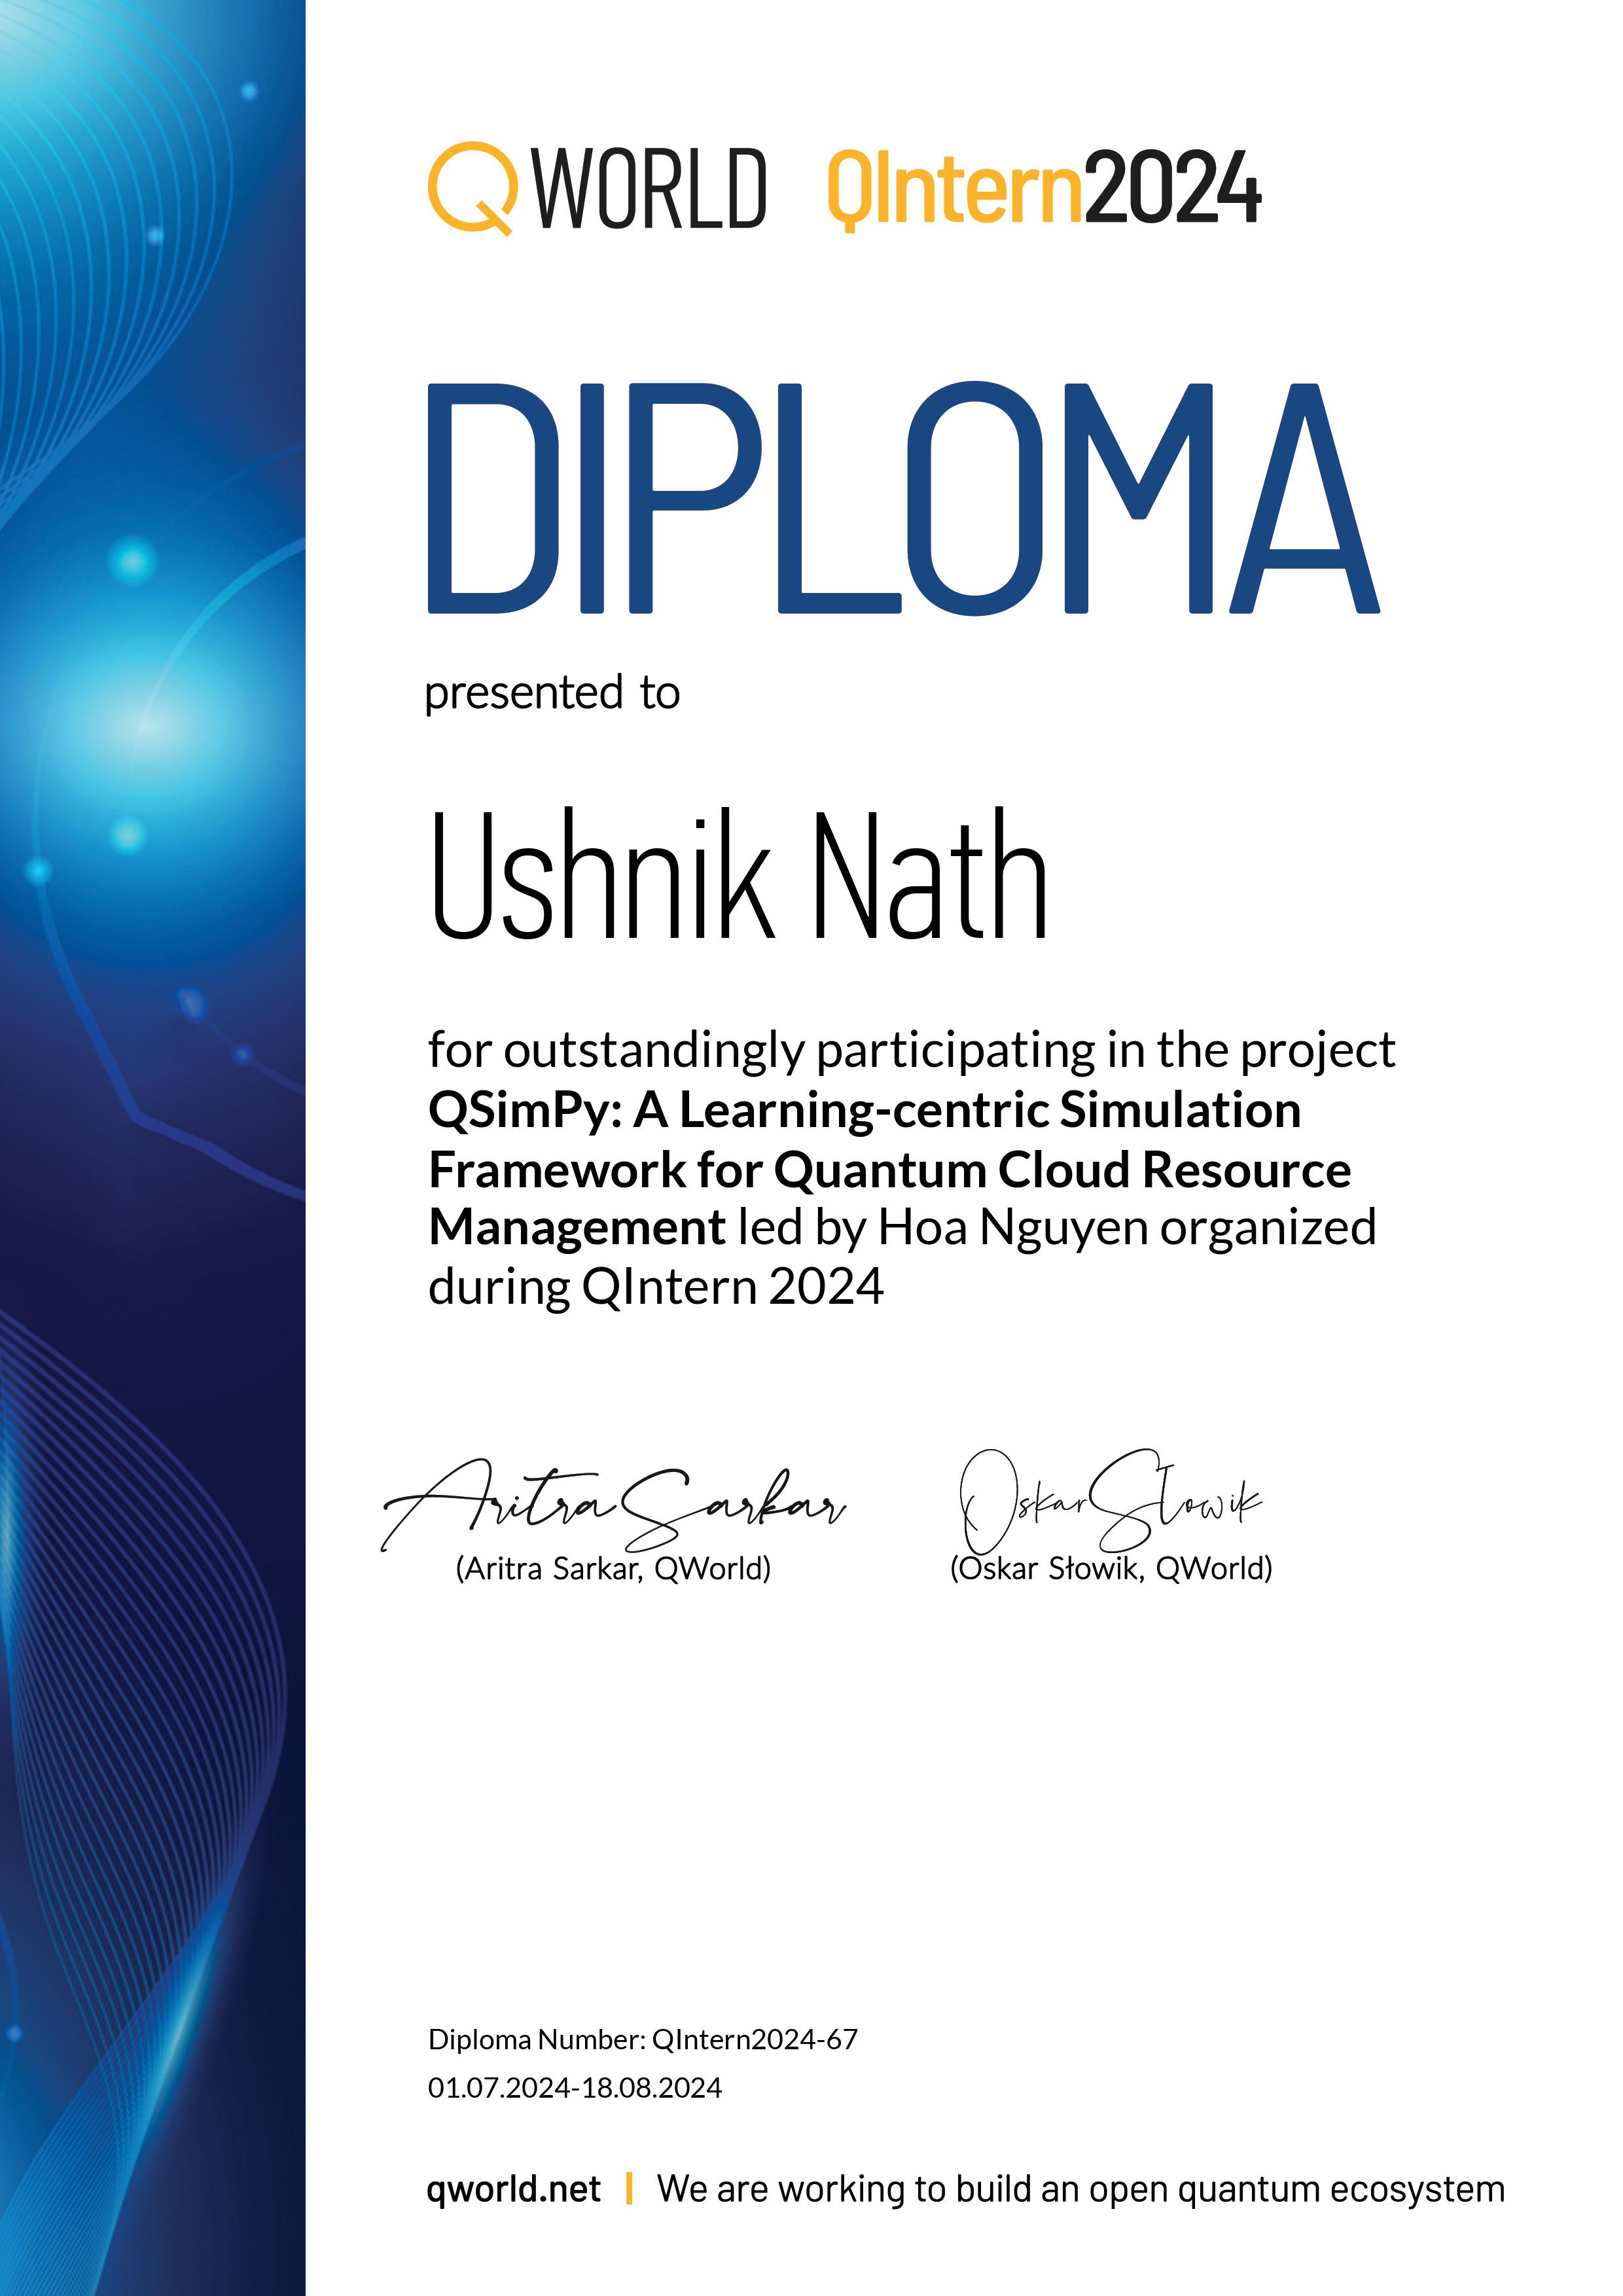 QWORLD QIntern2024
DIPLOMA
presented to
Ushnik Nath
for outstandingly participating in the project
QSimPy: A Learning-centric Simulation
Framework for Quantum Cloud Resource
Management led by Hoa Nguyen organized
during QIntern 2024
Aritra Sarkar Oskar Słowik
(Aritra Sarkar, QWorld) (Oskar Słowik, QWorld)
Diploma Number: QIntern2024-67
01.07.2024-18.08.2024
qworld.net | We are working to build an open quantum ecosystem